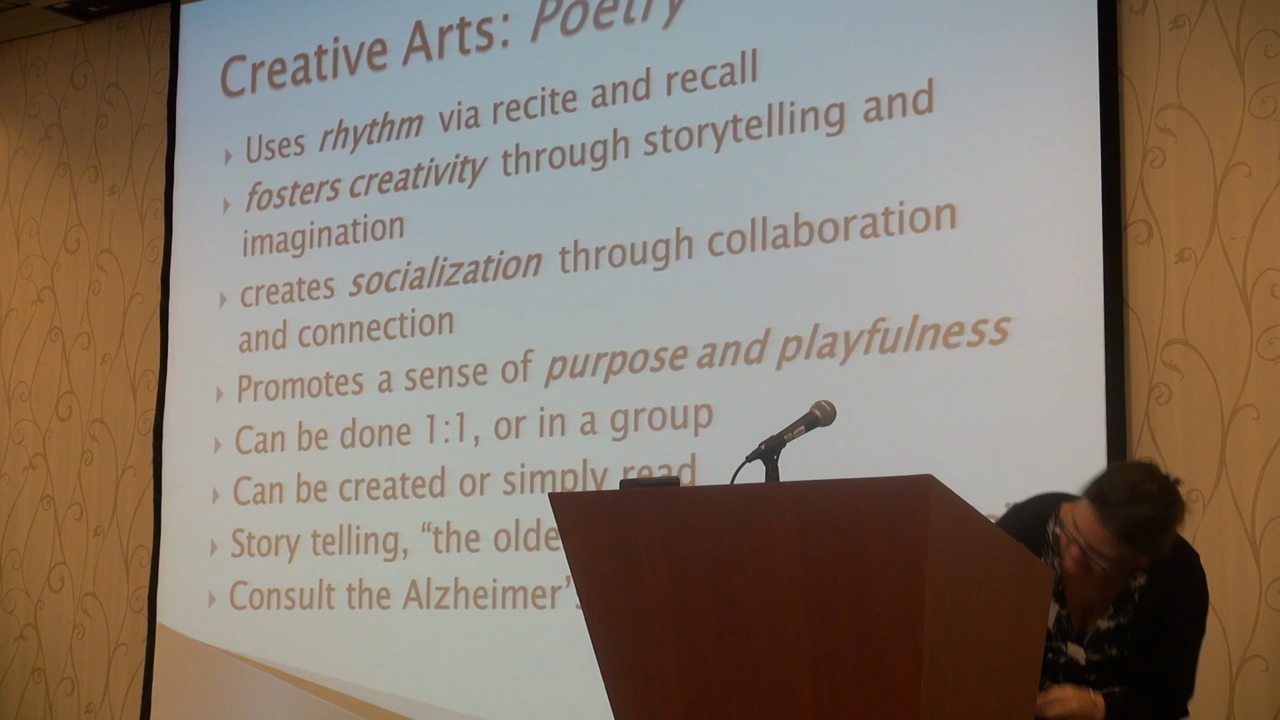 Creative Arts: Poetry
Uses rhythm via recite and recall
fosters creativity through storytelling and
imagination
creates socialization through collaboration
and connection
Promotes a sense of purpose and playfulness
Can be done 1:1, or in a group
Can be created or simply read
Story telling, “the olde
Consult the Alzheimer’s